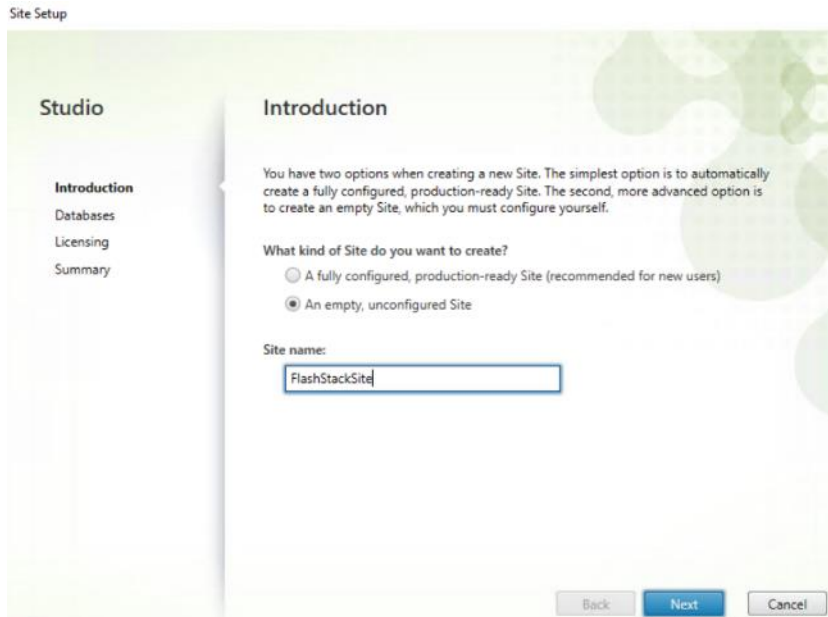 Site Setup
Studio
Introduction
Databases
Licensing
Summary
Introduction
You have two options when creating a new Site. The simplest option is to automatically
create a fully configured, production-ready Site. The second, more advanced option is
to create an empty Site, which you must configure yourself.
What kind of Site do you want to create?
A fully configured, production-ready Site (recommended for new users)
An empty, unconfigured Site
Site name:
FlashStackSite
Back
Next
Cancel